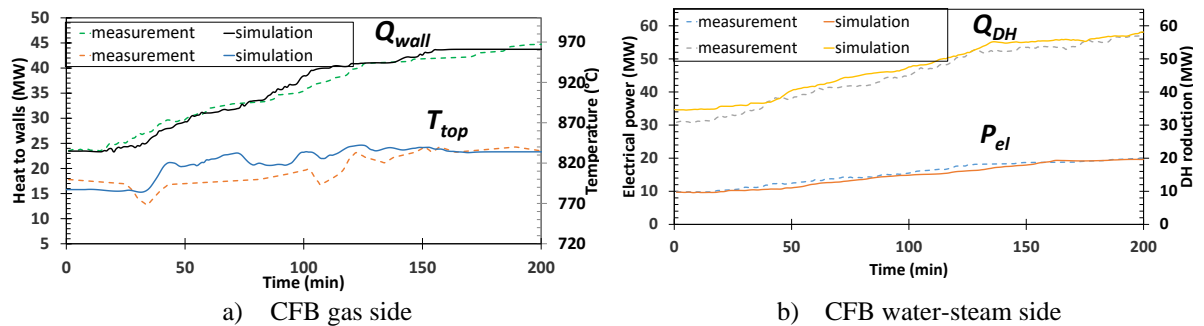 measurement simulation
measurement simulation
Q_wall
T_top
Heat to walls (MW)
50
45
40
35
30
25
20
15
10
5
Temperature (°C)
960
920
870
820
770
720
0 50 100 150 200
Time (min)
a) CFB gas side
measurement simulation
measurement simulation
Q_DH
P_el
Electrical power (MW)
60
50
40
30
20
10
0
DH roduction (MW)
60
50
40
30
20
10
0
0 50 100 150 200
Time (min)
b) CFB water-steam side